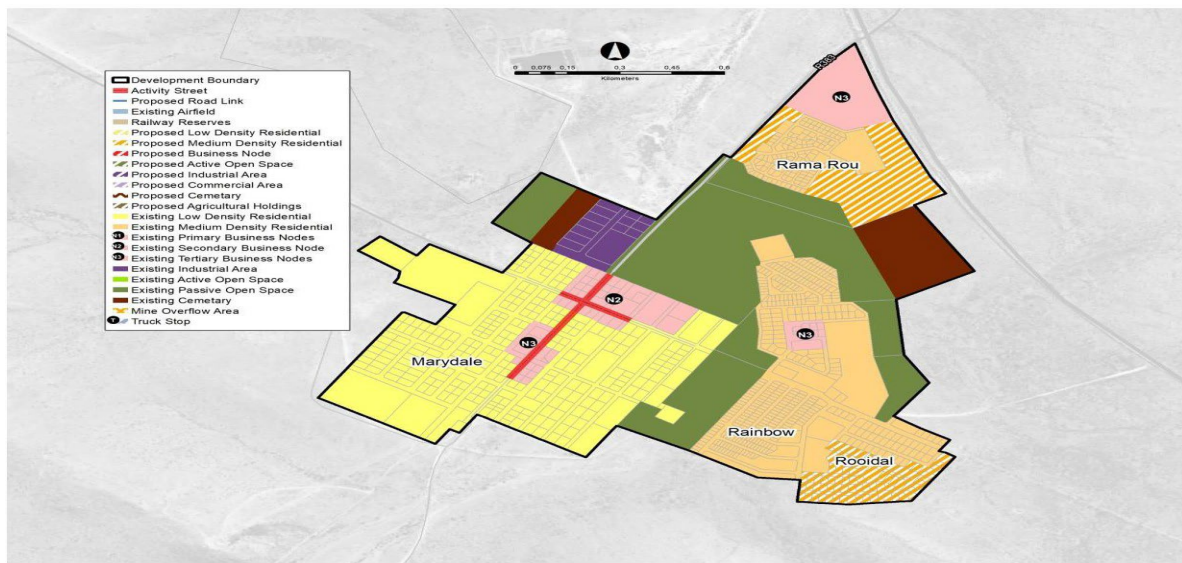 Development Boundary
Activity Street
Proposed Road Link
Existing Airfield
Railway Reserves
Proposed Low Density Residential
Proposed Medium Density Residential
Proposed Business Node
Proposed Active Open Space
Proposed Industrial Area
Proposed Commercial Area
Proposed Cemetary
Proposed Agricultural Holdings
Existing Low Density Residential
Existing Medium Density Residential
N1 Existing Primary Business Nodes
N2 Existing Secondary Business Node
N3 Existing Tertiary Business Nodes
Existing Industrial Area
Existing Active Open Space
Existing Passive Open Space
Existing Cemetary
Mine Overflow Area
T Truck Stop
0 0,075 0,15 0,3 0,45 0,6
Kilometers
N3
Rama Rou
N2
N3
N3
Marydale
Rainbow
Rooidal